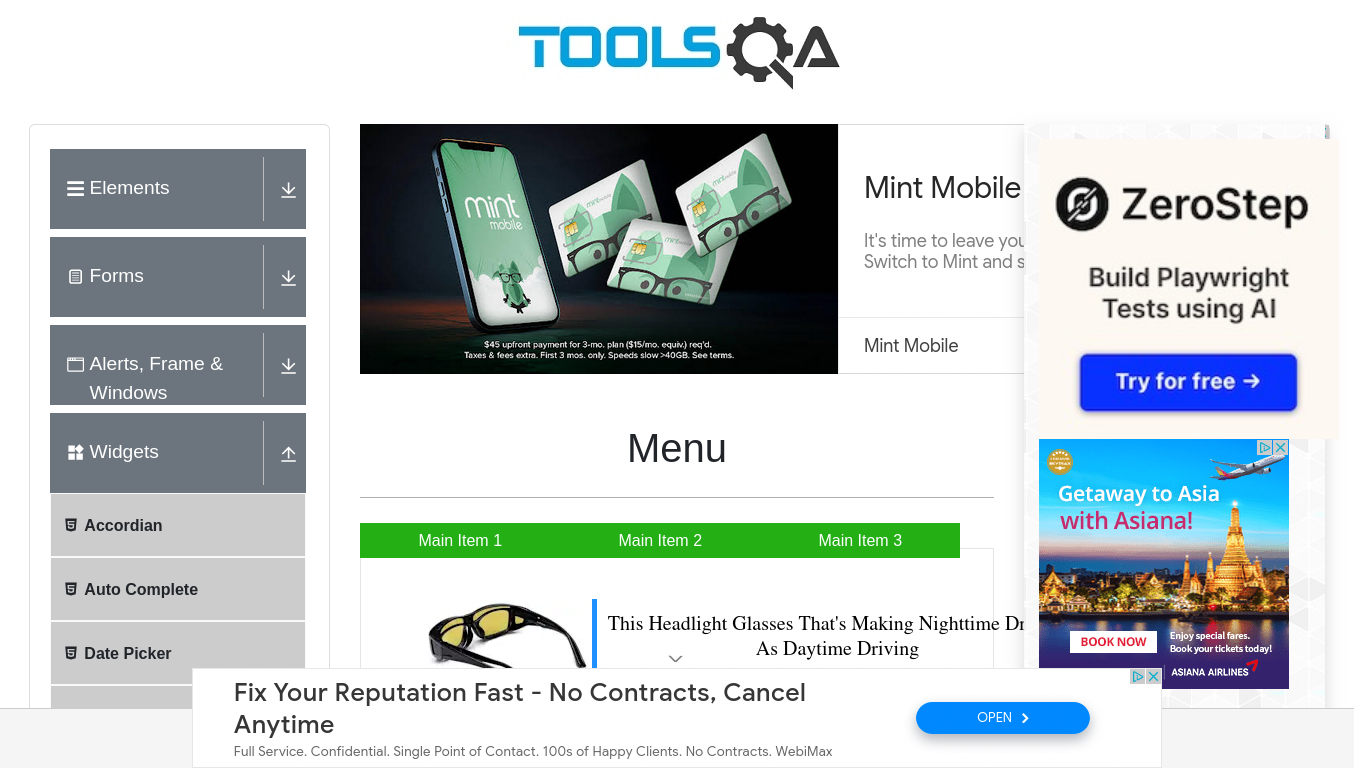 TOOLSQA
Elements
Forms
Alerts, Frame &
Windows
Widgets
Accordian
Auto Complete
Date Picker
mint
mobile
$45 upfront payment for 3-mo. plan ($15/mo. equiv.) req'd.
Taxes & fees extra. First 3 mos. only. Speeds slow >40GB. See terms.
Mint Mobile
It's time to leave you
Switch to Mint and s
Mint Mobile
Menu
Main Item 1
Main Item 2
Main Item 3
This Headlight Glasses That's Making Nighttime Dr
As Daytime Driving
ZeroStep
Build Playwright
Tests using AI
Try for free →
Getaway to Asia
with Asiana!
BOOK NOW
Enjoy special fares.
Book your tickets today!
ASIANA AIRLINES
Fix Your Reputation Fast - No Contracts, Cancel
Anytime
Full Service. Confidential. Single Point of Contact. 100s of Happy Clients. No Contracts. WebiMax
OPEN